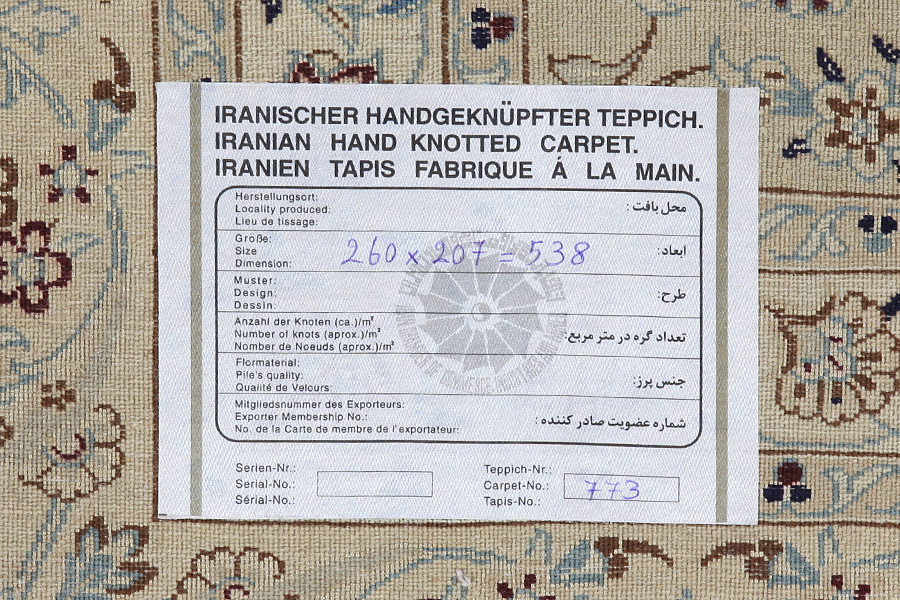 IRANISCHER HANDGEKNÜPFTER TEPPICH.
IRANIAN HAND KNOTTED CARPET.
IRANIEN TAPIS FABRIQUE Á LA MAIN.
Herstellungsort:
Locality produced:
Lieu de tissage:
محل بافت :
Größe:
Size
Dimension:
260 x 207 = 538
ابعاد:
Muster:
Design:
Dessin:
طرح:
Anzahl der Knoten (ca.)/m²
Number of knots (aprox.)/m²
Nombre de Noeuds (aprox.)/m²
تعداد گره در متر مربع:
Flormaterial:
Pile's quality:
Qualité de Velours:
جنس پرز:
Mitgliedsnummer des Exporteurs:
Exporter Membership No.:
No. de la Carte de membre de l'exportateur:
شماره عضویت صادر کننده :
Serien-Nr.:
Serial-No.:
Sérial-No.:
Teppich-Nr.:
Carpet-No.:
Tapis-No.:
773